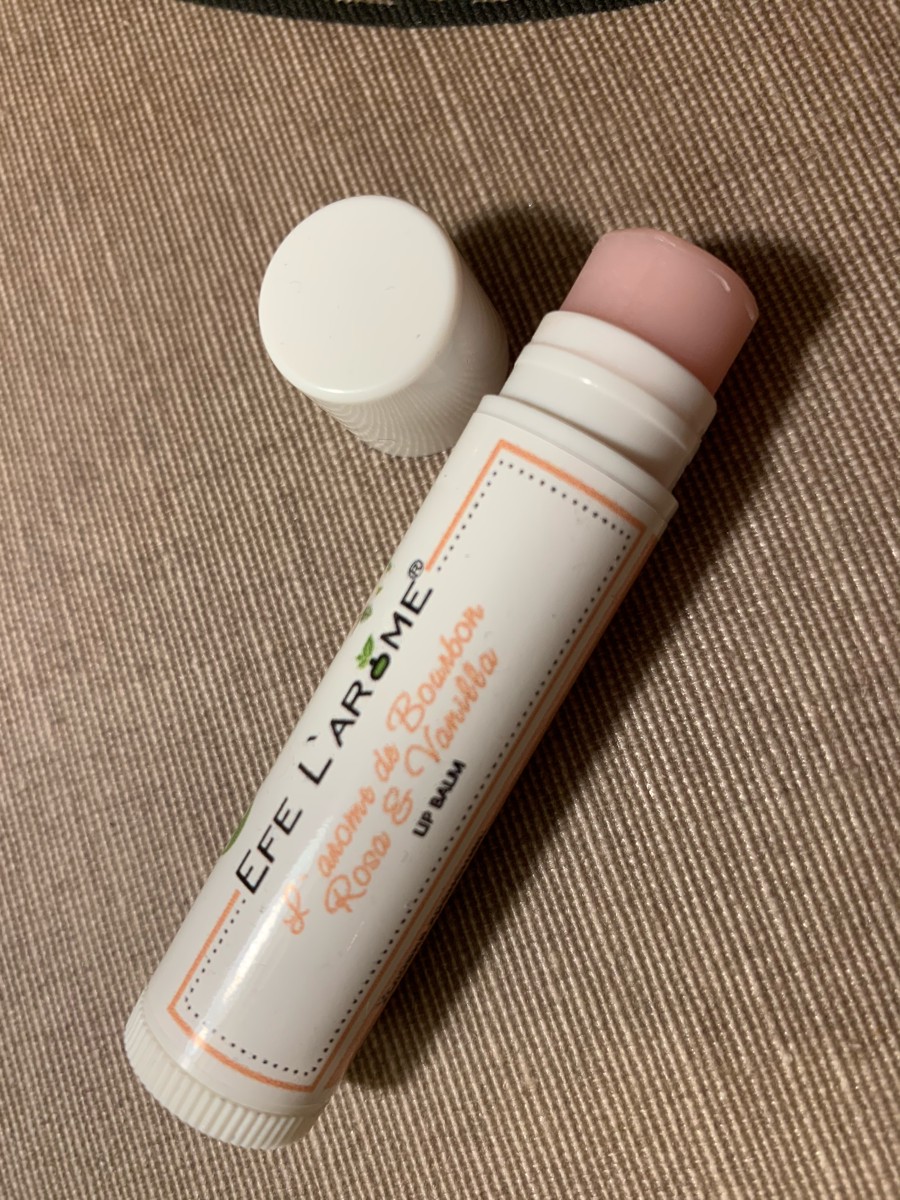 EFE L`ARÔME®
L`arome de Bourbon
Rosa & Vanilla
LIP BALM